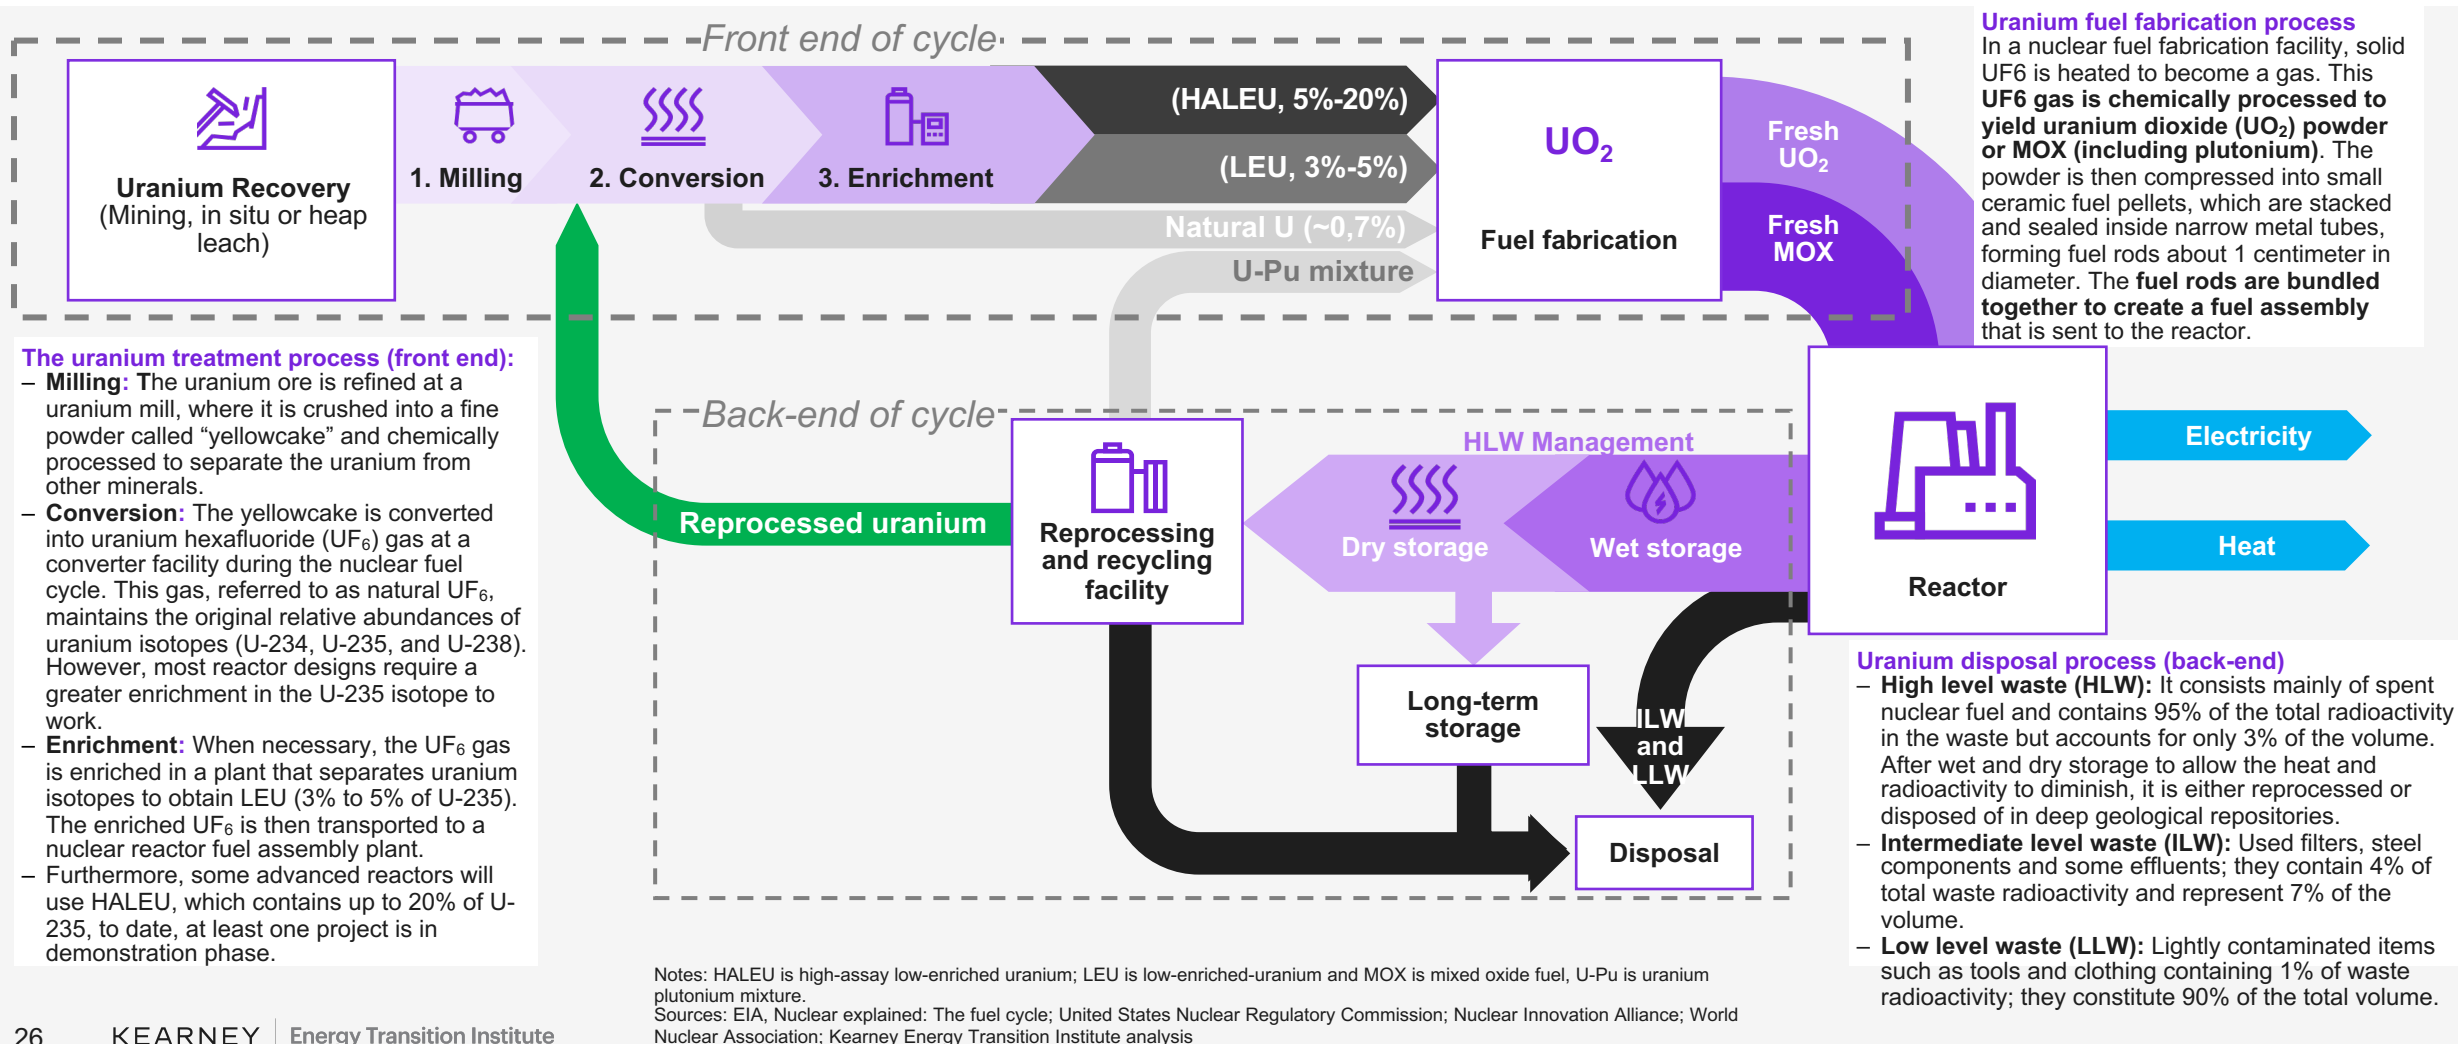 Front end of cycle
Uranium Recovery
(Mining, in situ or heap
leach)
1. Milling
2. Conversion
3. Enrichment
(HALEU, 5%-20%)
(LEU, 3%-5%)
Natural U (~0,7%)
U-Pu mixture
UO₂
Fuel fabrication
Fresh
UO₂
Fresh
MOX
Uranium fuel fabrication process
In a nuclear fuel fabrication facility, solid
UF6 is heated to become a gas. This
UF6 gas is chemically processed to
yield uranium dioxide (UO₂) powder
or MOX (including plutonium). The
powder is then compressed into small
ceramic fuel pellets, which are stacked
and sealed inside narrow metal tubes,
forming fuel rods about 1 centimeter in
diameter. The fuel rods are bundled
together to create a fuel assembly
that is sent to the reactor.
The uranium treatment process (front end):
– Milling: The uranium ore is refined at a
uranium mill, where it is crushed into a fine
powder called “yellowcake” and chemically
processed to separate the uranium from
other minerals.
– Conversion: The yellowcake is converted
into uranium hexafluoride (UF₆) gas at a
converter facility during the nuclear fuel
cycle. This gas, referred to as natural UF₆,
maintains the original relative abundances of
uranium isotopes (U-234, U-235, and U-238).
However, most reactor designs require a
greater enrichment in the U-235 isotope to
work.
– Enrichment: When necessary, the UF₆ gas
is enriched in a plant that separates uranium
isotopes to obtain LEU (3% to 5% of U-235).
The enriched UF₆ is then transported to a
nuclear reactor fuel assembly plant.
– Furthermore, some advanced reactors will
use HALEU, which contains up to 20% of U-
235, to date, at least one project is in
demonstration phase.
Back-end of cycle
Reprocessed uranium
Reprocessing
and recycling
facility
HLW Management
Dry storage
Wet storage
Reactor
Electricity
Heat
Long-term
storage
ILW
and
LLW
Disposal
Uranium disposal process (back-end)
– High level waste (HLW): It consists mainly of spent
nuclear fuel and contains 95% of the total radioactivity
in the waste but accounts for only 3% of the volume.
After wet and dry storage to allow the heat and
radioactivity to diminish, it is either reprocessed or
disposed of in deep geological repositories.
– Intermediate level waste (ILW): Used filters, steel
components and some effluents; they contain 4% of
total waste radioactivity and represent 7% of the
volume.
– Low level waste (LLW): Lightly contaminated items
such as tools and clothing containing 1% of waste
radioactivity; they constitute 90% of the total volume.
Notes: HALEU is high-assay low-enriched uranium; LEU is low-enriched-uranium and MOX is mixed oxide fuel, U-Pu is uranium
plutonium mixture.
Sources: EIA, Nuclear explained: The fuel cycle; United States Nuclear Regulatory Commission; Nuclear Innovation Alliance; World
Nuclear Association; Kearney Energy Transition Institute analysis
26
KEARNEY
Energy Transition Institute